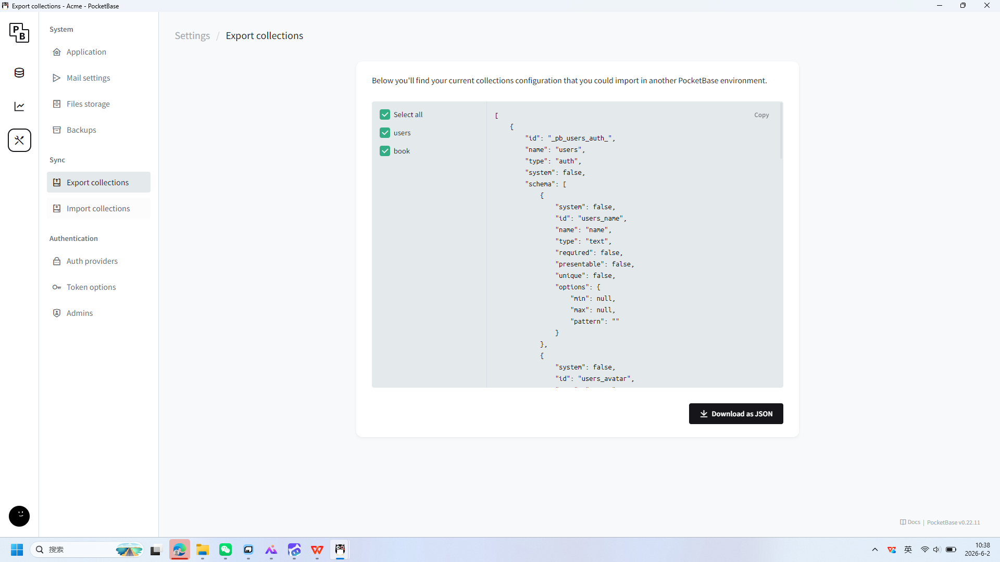 Export collections - Acme - PocketBase
P
B
System
Application
Mail settings
Files storage
Backups
Sync
Export collections
Import collections
Authentication
Auth providers
Token options
Admins
Settings / Export collections
Below you'll find your current collections configuration that you could import in another PocketBase environment.
Select all
users
book
Copy
[
{
"id": "_pb_users_auth_",
"name": "users",
"type": "auth",
"system": false,
"schema": [
{
"system": false,
"id": "users_name",
"name": "name",
"type": "text",
"required": false,
"presentable": false,
"unique": false,
"options": {
"min": null,
"max": null,
"pattern": ""
}
},
{
"system": false,
"id": "users_avatar",
Download as JSON
Docs | PocketBase v0.22.11
搜索
英
10:38
2026-6-2